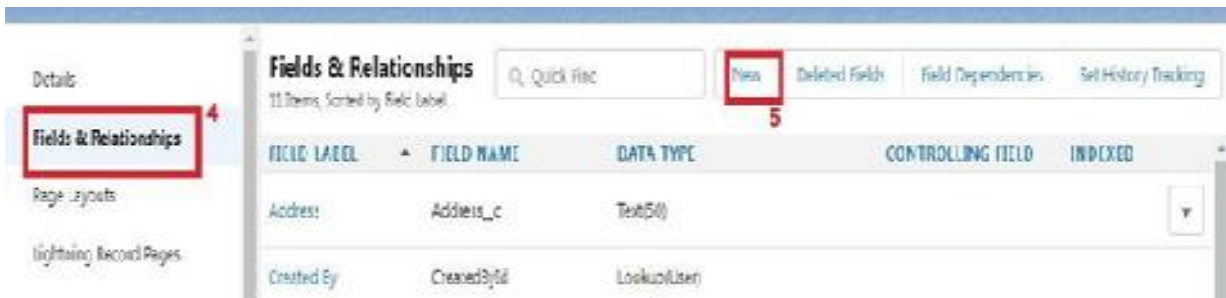 Details
Fields & Relationships
4
Page Layouts
Lightning Record Pages
Fields & Relationships
11 Items, Sorted by Field Label
Quick Find
New
Deleted Fields
Field Dependencies
Set History Tracking
5
FIELD LABEL
FIELD NAME
DATA TYPE
CONTROLLING FIELD
INDEXED
Address
Address_c
Text(50)
Created By
CreatedById
Lookup(User)